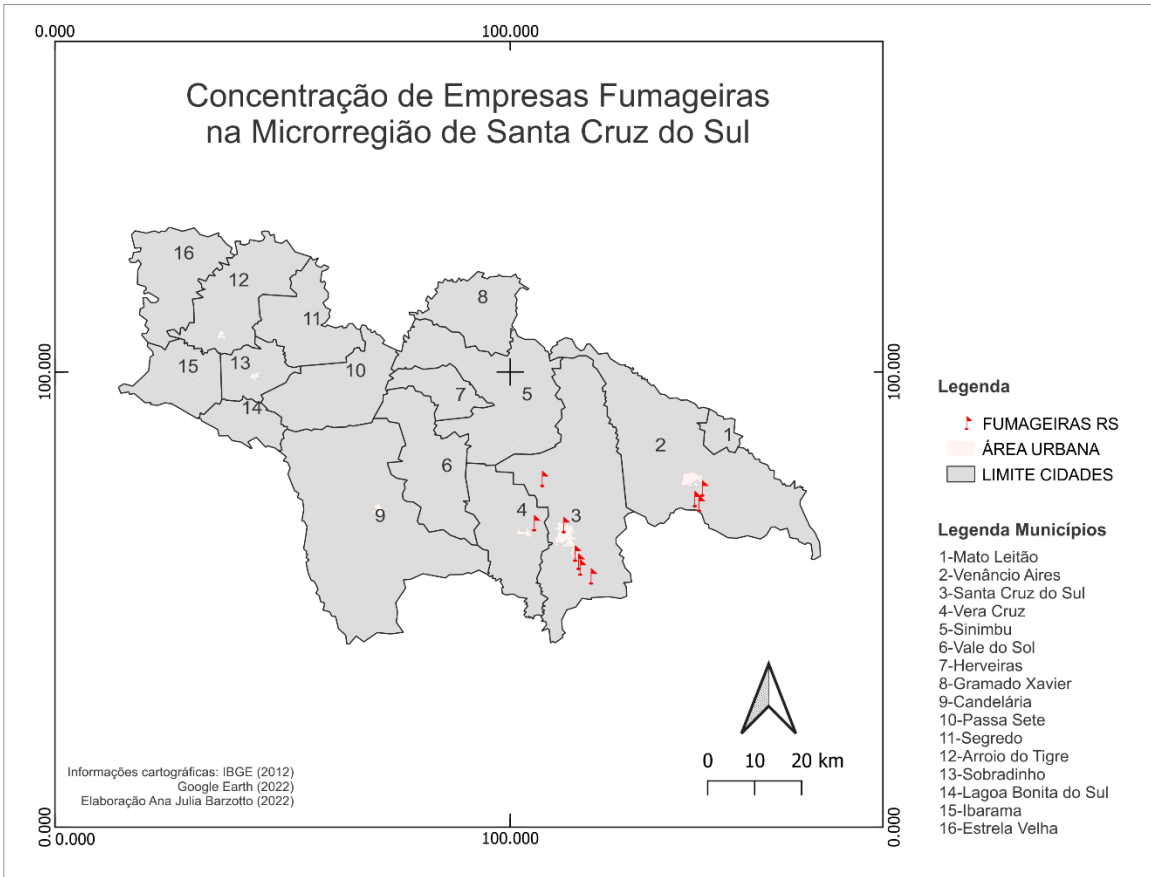 0.000
100.000
Concentração de Empresas Fumageiras
na Microrregião de Santa Cruz do Sul
16
12
8
11
13
15
10
100.000
100.000
7
5
14
1
2
6
4
3
9
Legenda
FUMAGEIRAS RS
ÁREA URBANA
LIMITE CIDADES
Legenda Municípios
1-Mato Leitão
2-Venâncio Aires
3-Santa Cruz do Sul
4-Vera Cruz
5-Sinimbu
6-Vale do Sol
7-Herveiras
8-Gramado Xavier
9-Candelária
10-Passa Sete
11-Segredo
12-Arroio do Tigre
13-Sobradinho
14-Lagoa Bonita do Sul
15-Ibarama
16-Estrela Velha
0 10 20 km
Informações cartográficas: IBGE (2012)
Google Earth (2022)
Elaboração Ana Julia Barzotto (2022)
0.000
0.000
100.000
0.000